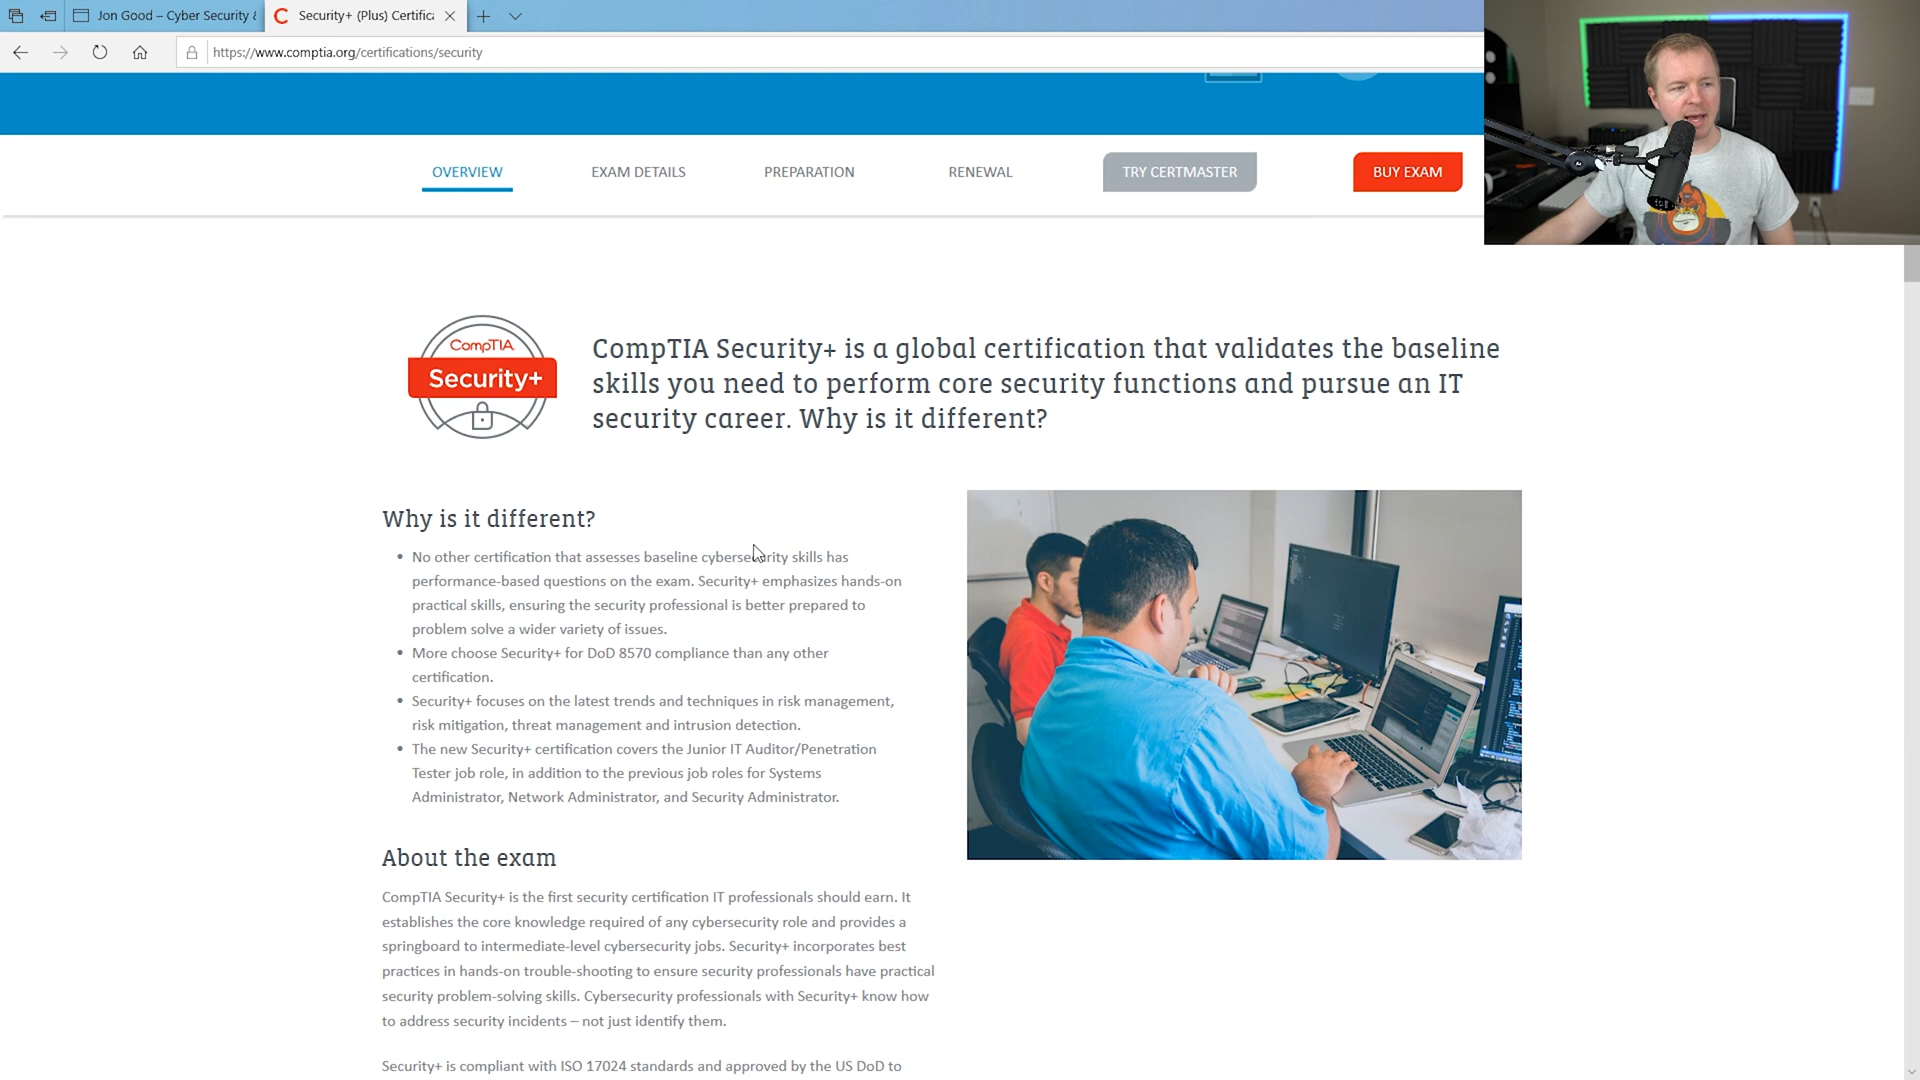 Jon Good – Cyber Security &
Security+ (Plus) Certific
https://www.comptia.org/certifications/security
OVERVIEW
EXAM DETAILS
PREPARATION
RENEWAL
TRY CERTMASTER
BUY EXAM
CompTIA
Security+
CompTIA Security+ is a global certification that validates the baseline
skills you need to perform core security functions and pursue an IT
security career. Why is it different?
Why is it different?
• No other certification that assesses baseline cybersecurity skills has
performance-based questions on the exam. Security+ emphasizes hands-on
practical skills, ensuring the security professional is better prepared to
problem solve a wider variety of issues.
• More choose Security+ for DoD 8570 compliance than any other
certification.
• Security+ focuses on the latest trends and techniques in risk management,
risk mitigation, threat management and intrusion detection.
• The new Security+ certification covers the Junior IT Auditor/Penetration
Tester job role, in addition to the previous job roles for Systems
Administrator, Network Administrator, and Security Administrator.
About the exam
CompTIA Security+ is the first security certification IT professionals should earn. It
establishes the core knowledge required of any cybersecurity role and provides a
springboard to intermediate-level cybersecurity jobs. Security+ incorporates best
practices in hands-on trouble-shooting to ensure security professionals have practical
security problem-solving skills. Cybersecurity professionals with Security+ know how
to address security incidents – not just identify them.
Security+ is compliant with ISO 17024 standards and approved by the US DoD to